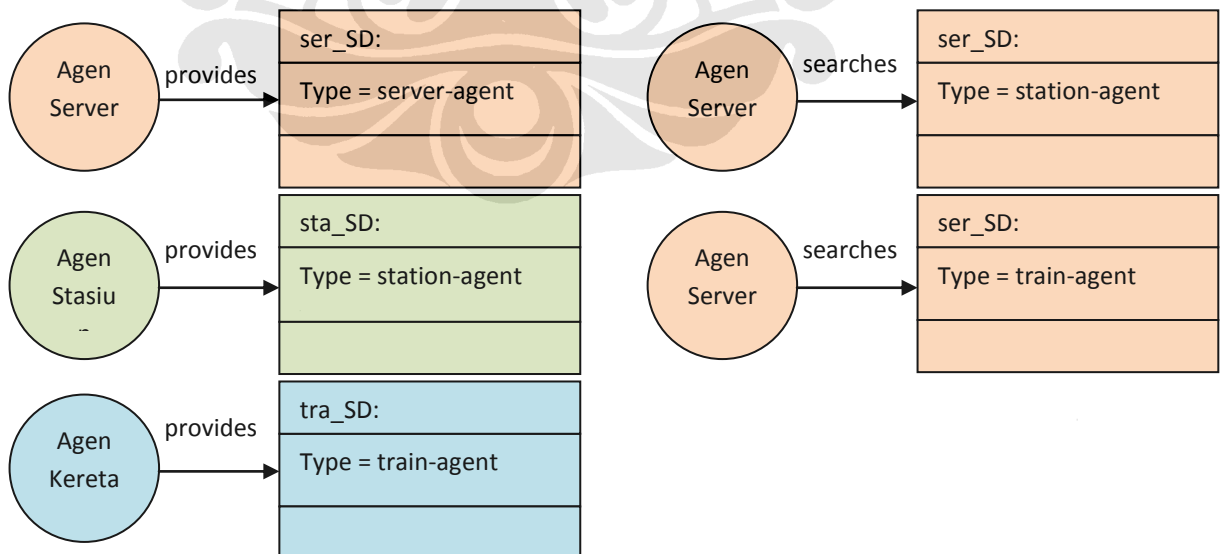 Agen
Server
provides
ser_SD:
Type = server-agent
Agen
Server
searches
ser_SD:
Type = station-agent
Agen
Stasiu
provides
sta_SD:
Type = station-agent
Agen
Server
searches
ser_SD:
Type = train-agent
Agen
Kereta
provides
tra_SD:
Type = train-agent